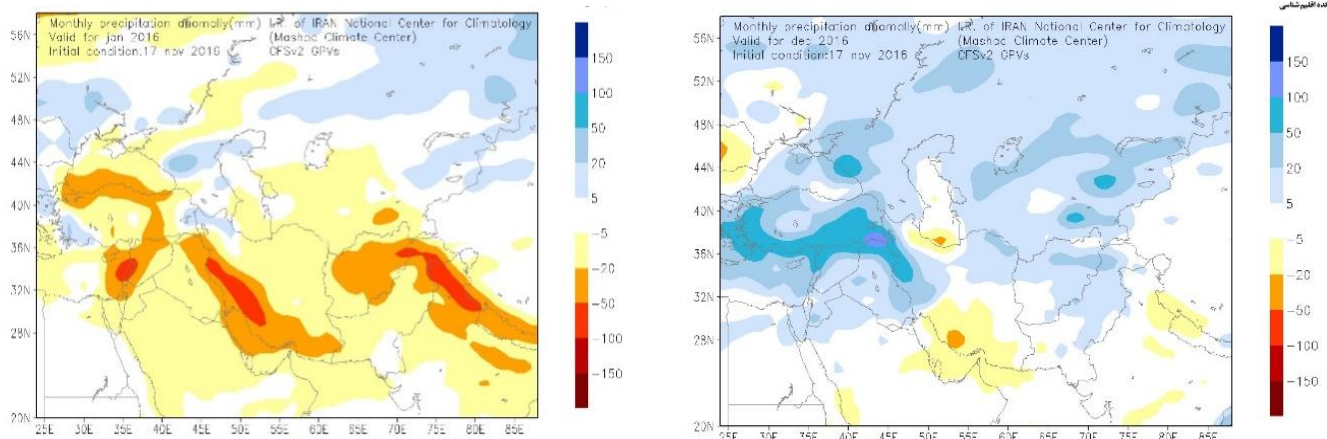 Monthly precipitation anomaly(mm) I.R. of IRAN National Center for Climatology
Valid for jan 2016 (Mashad Climate Center)
Initial condition:17 nov 2016 CFSv2 GPVs
56N
52N
48N
44N
40N
36N
32N
28N
24N
20N
25E 30E 35E 40E 45E 50E 55E 60E 65E 70E 75E 80E 85E
150
100
50
20
5
-5
-20
-50
-100
-150
اقلیم شناسی
Monthly precipitation anomaly(mm) I.R. of IRAN National Center for Climatology
Valid for dec 2016 (Mashad Climate Center)
Initial condition:17 nov 2016 CFSv2 GPVs
56N
52N
48N
44N
40N
36N
32N
28N
24N
20N
25E 30E 35E 40E 45E 50E 55E 60E 65E 70E 75E 80E 85E
150
100
50
20
5
-5
-20
-50
-100
-150